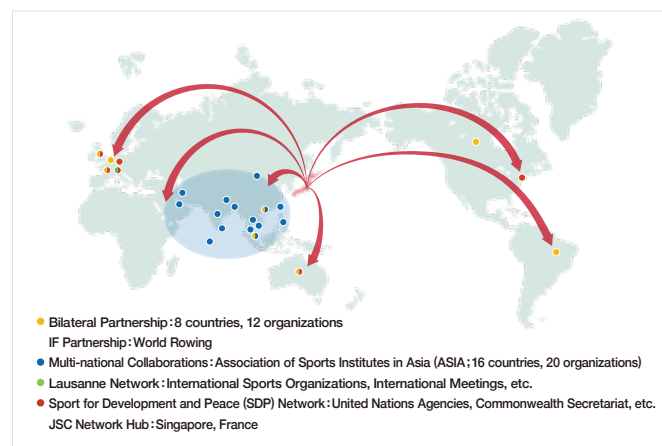 Bilateral Partnership：8 countries, 12 organizations
IF Partnership：World Rowing
Multi-national Collaborations：Association of Sports Institutes in Asia (ASIA；16 countries, 20 organizations)
Lausanne Network：International Sports Organizations, International Meetings, etc.
Sport for Development and Peace (SDP) Network：United Nations Agencies, Commonwealth Secretariat, etc.
JSC Network Hub：Singapore, France